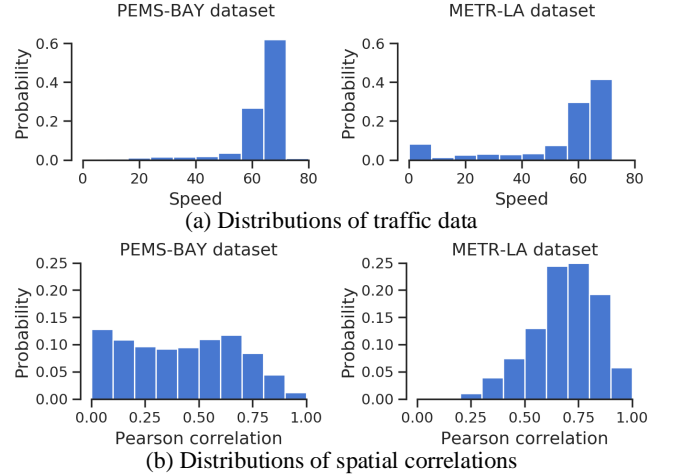 PEMS-BAY dataset
METR-LA dataset
Probability
0.6
0.4
0.2
0.0
0 20 40 60 80
Speed
Probability
0.6
0.4
0.2
0.0
0 20 40 60 80
Speed
(a) Distributions of traffic data
PEMS-BAY dataset
METR-LA dataset
Probability
0.25
0.20
0.15
0.10
0.05
0.00
0.00 0.25 0.50 0.75 1.00
Pearson correlation
Probability
0.25
0.20
0.15
0.10
0.05
0.00
0.00 0.25 0.50 0.75 1.00
Pearson correlation
(b) Distributions of spatial correlations